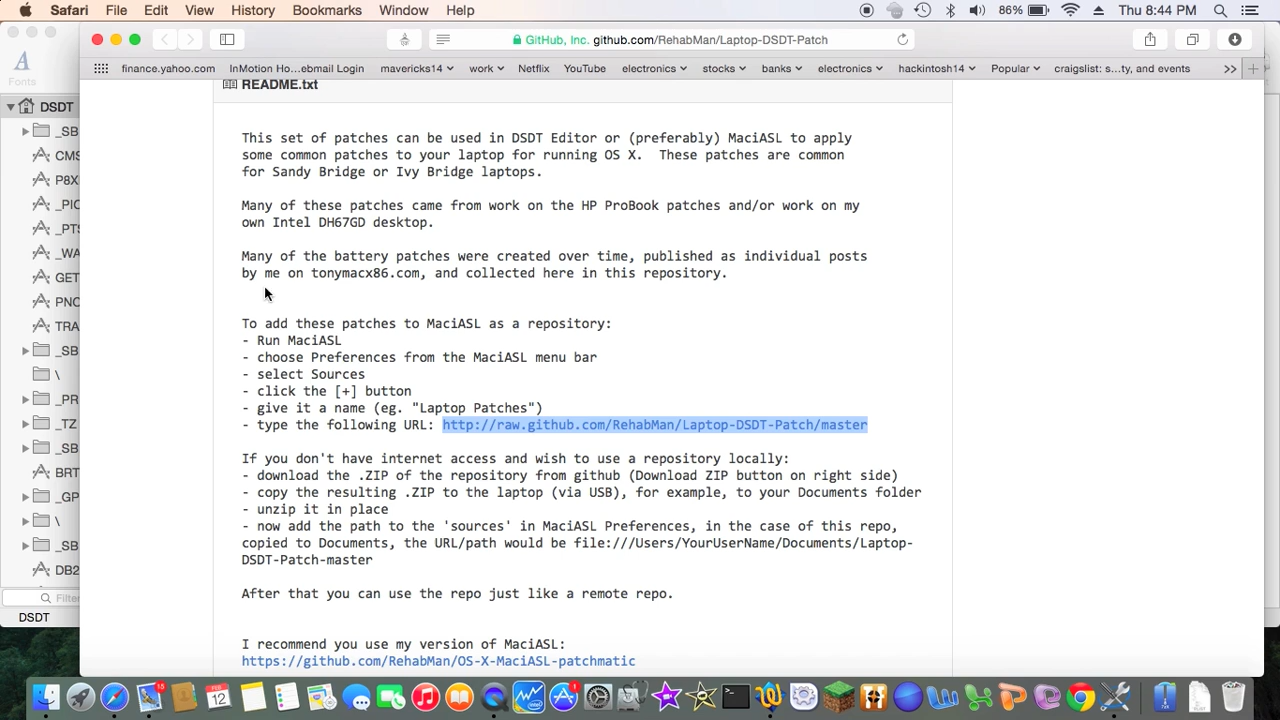 Safari File Edit View History Bookmarks Window Help 86% Thu 8:44 PM
GitHub, Inc. github.com/RehabMan/Laptop-DSDT-Patch
finance.yahoo.com InMotion Ho...ebmail Login mavericks14 work Netflix YouTube electronics stocks banks electronics hackintosh14 Popular craigslist: s...ty, and events
Fonts
DSDT
_SB
CMS
P8X
_PIC
_PTS
_WA
GET
PNO
TRA
_SB
\
_PR
_TZ
_SB
BRT
_GP
\
_SB
DB2
Filter
DSDT
README.txt
This set of patches can be used in DSDT Editor or (preferably) MaciASL to apply
some common patches to your laptop for running OS X.  These patches are common
for Sandy Bridge or Ivy Bridge laptops.
Many of these patches came from work on the HP ProBook patches and/or work on my
own Intel DH67GD desktop.
Many of the battery patches were created over time, published as individual posts
by me on tonymacx86.com, and collected here in this repository.
To add these patches to MaciASL as a repository:
- Run MaciASL
- choose Preferences from the MaciASL menu bar
- select Sources
- click the [+] button
- give it a name (eg. "Laptop Patches")
- type the following URL: http://raw.github.com/RehabMan/Laptop-DSDT-Patch/master
If you don't have internet access and wish to use a repository locally:
- download the .ZIP of the repository from github (Download ZIP button on right side)
- copy the resulting .ZIP to the laptop (via USB), for example, to your Documents folder
- unzip it in place
- now add the path to the 'sources' in MaciASL Preferences, in the case of this repo,
copied to Documents, the URL/path would be file:///Users/YourUserName/Documents/Laptop-
DSDT-Patch-master
After that you can use the repo just like a remote repo.
I recommend you use my version of MaciASL:
https://github.com/RehabMan/OS-X-MaciASL-patchmatic